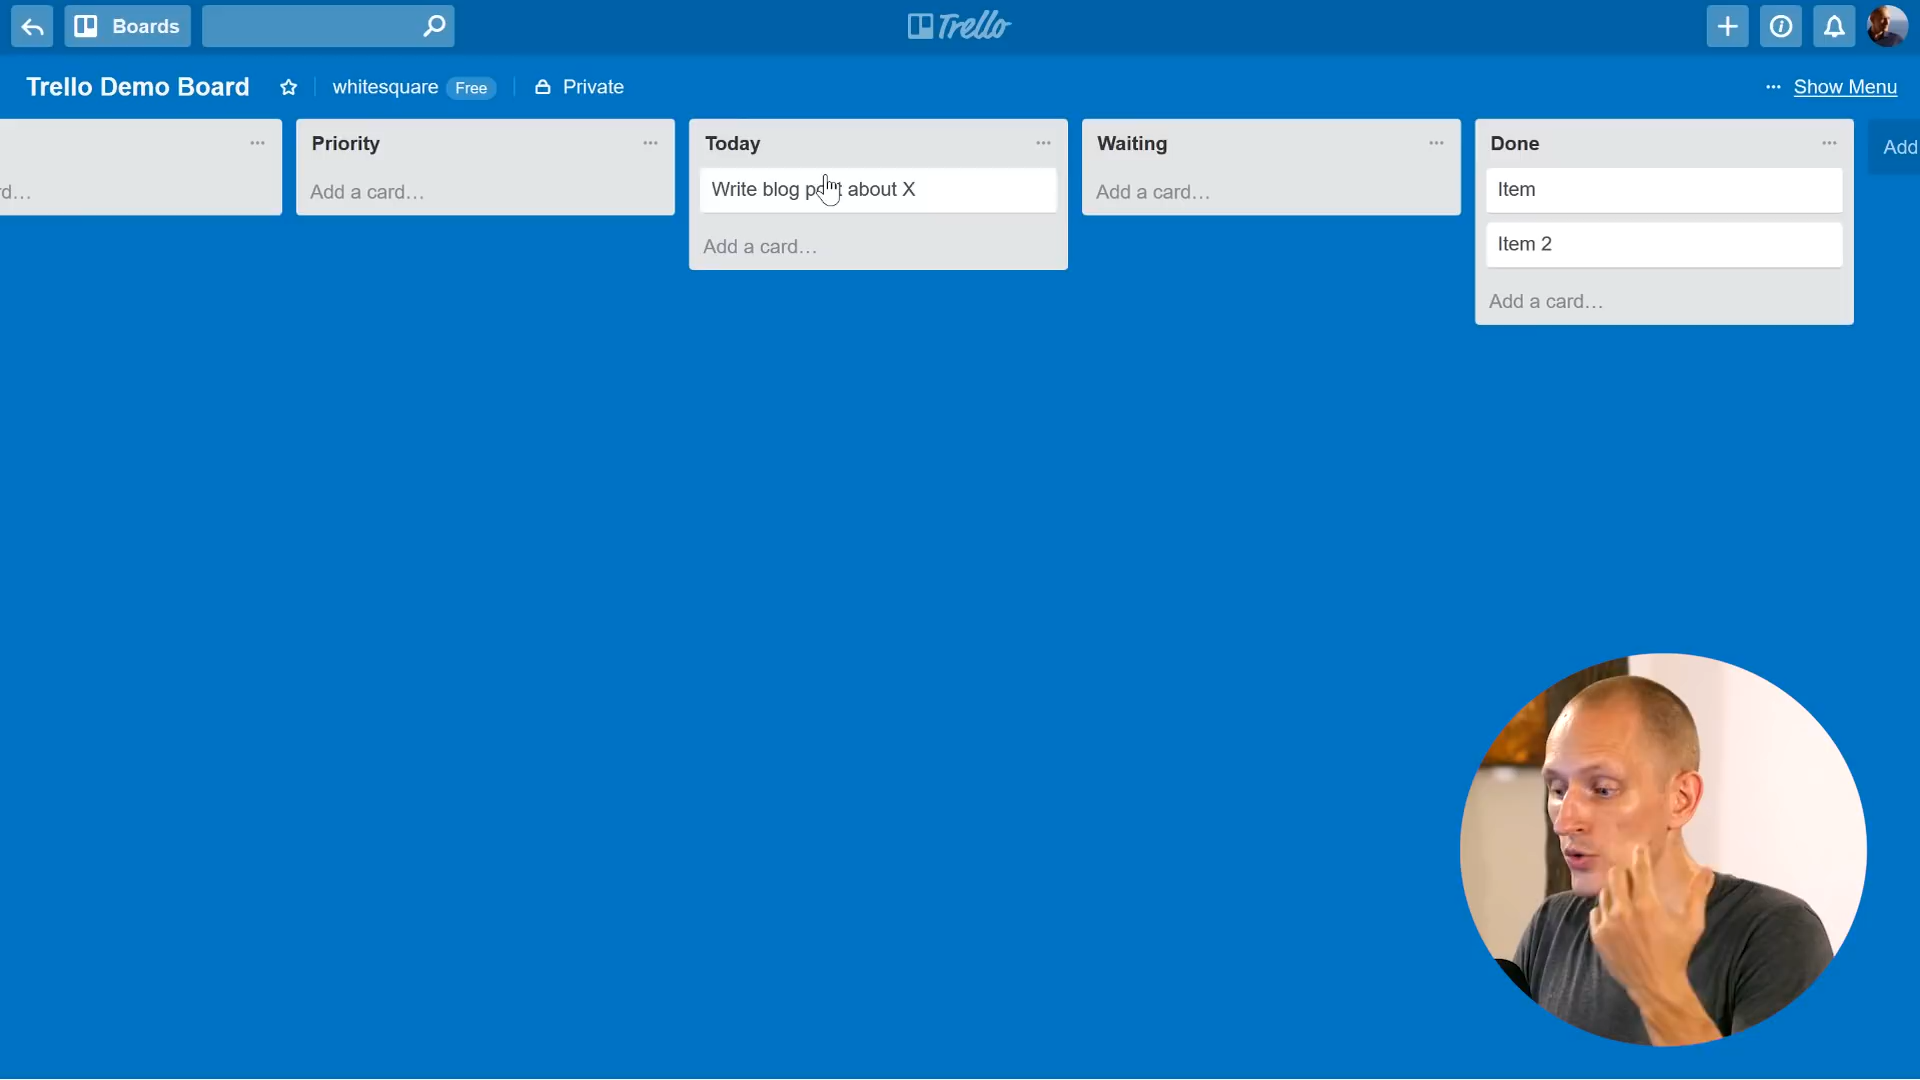 Boards
Trello
Trello Demo Board
whitesquare Free
Private
... Show Menu
d...
Priority
Add a card...
Today
Write blog post about X
Add a card...
Waiting
Add a card...
Done
Item
Item 2
Add a card...
Add